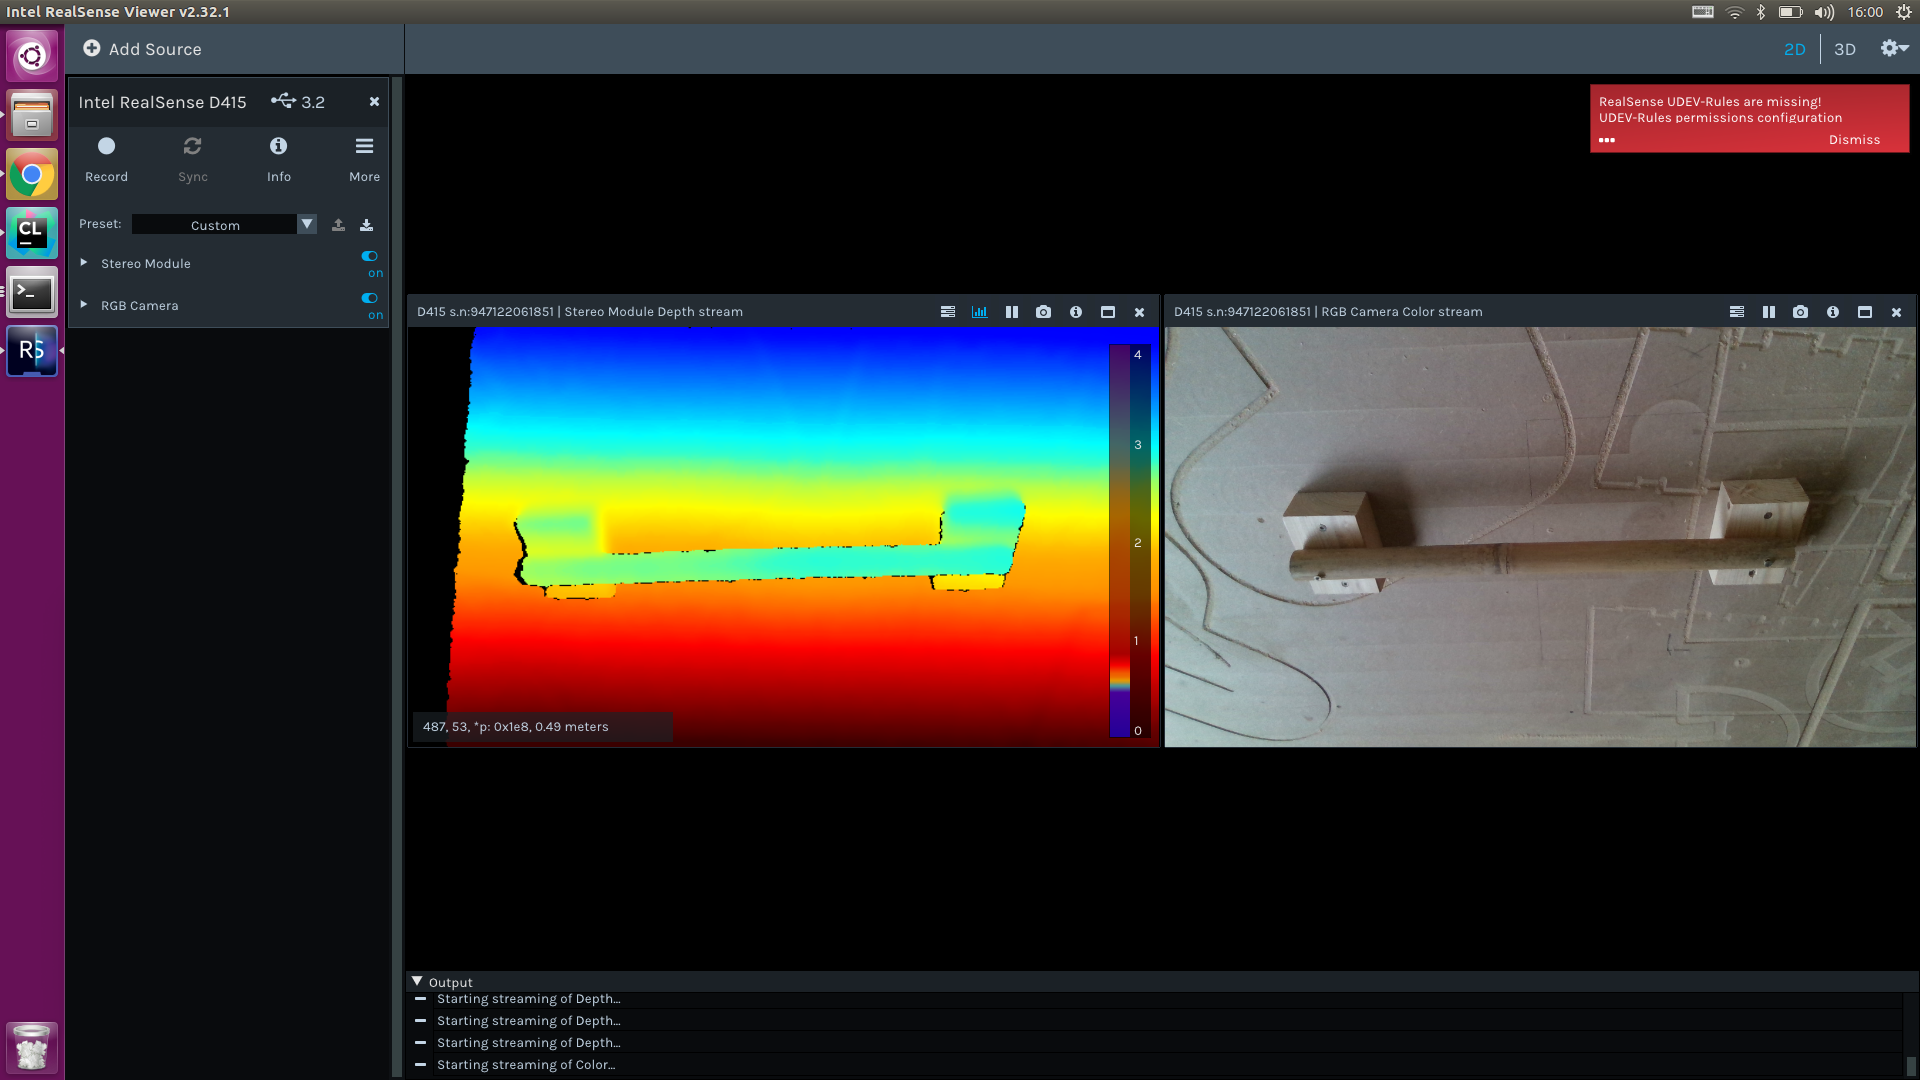 Intel RealSense Viewer v2.32.1
16:00
Add Source
2D
3D
Intel RealSense D415
3.2
RealSense UDEV-Rules are missing!
UDEV-Rules permissions configuration
Dismiss
Record
Sync
Info
More
Preset:
Custom
Stereo Module
on
RGB Camera
on
CL
RS
D415 s.n:947122061851 | Stereo Module Depth stream
D415 s.n:947122061851 | RGB Camera Color stream
4
3
2
1
0
487, 53, *p: 0x1e8, 0.49 meters
Output
Starting streaming of Depth...
Starting streaming of Depth...
Starting streaming of Depth...
Starting streaming of Color...